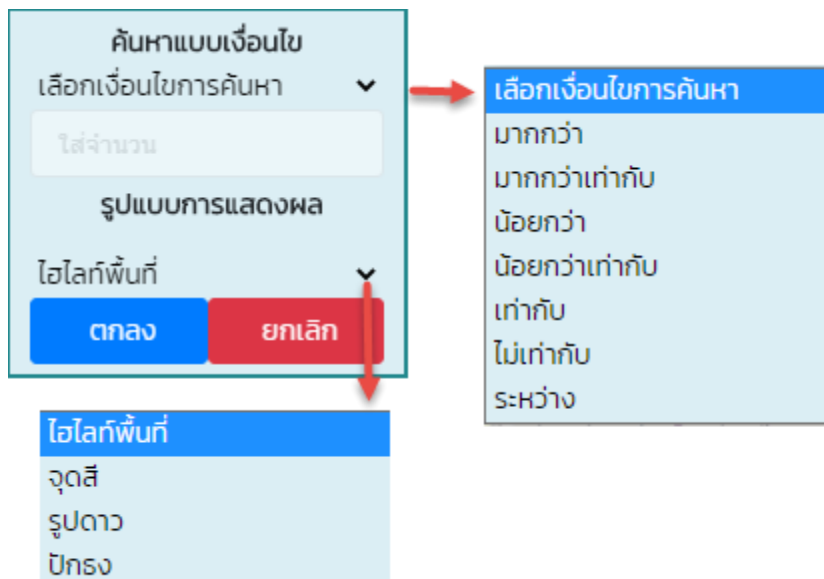 ค้นหาแบบเงื่อนไข
เลือกเงื่อนไขการค้นหา
ใส่จำนวน
รูปแบบการแสดงผล
ไฮไลท์พื้นที่
ตกลง
ยกเลิก
เลือกเงื่อนไขการค้นหา
มากกว่า
มากกว่าเท่ากับ
น้อยกว่า
น้อยกว่าเท่ากับ
เท่ากับ
ไม่เท่ากับ
ระหว่าง
ไฮไลท์พื้นที่
จุดสี
รูปดาว
ปักธง